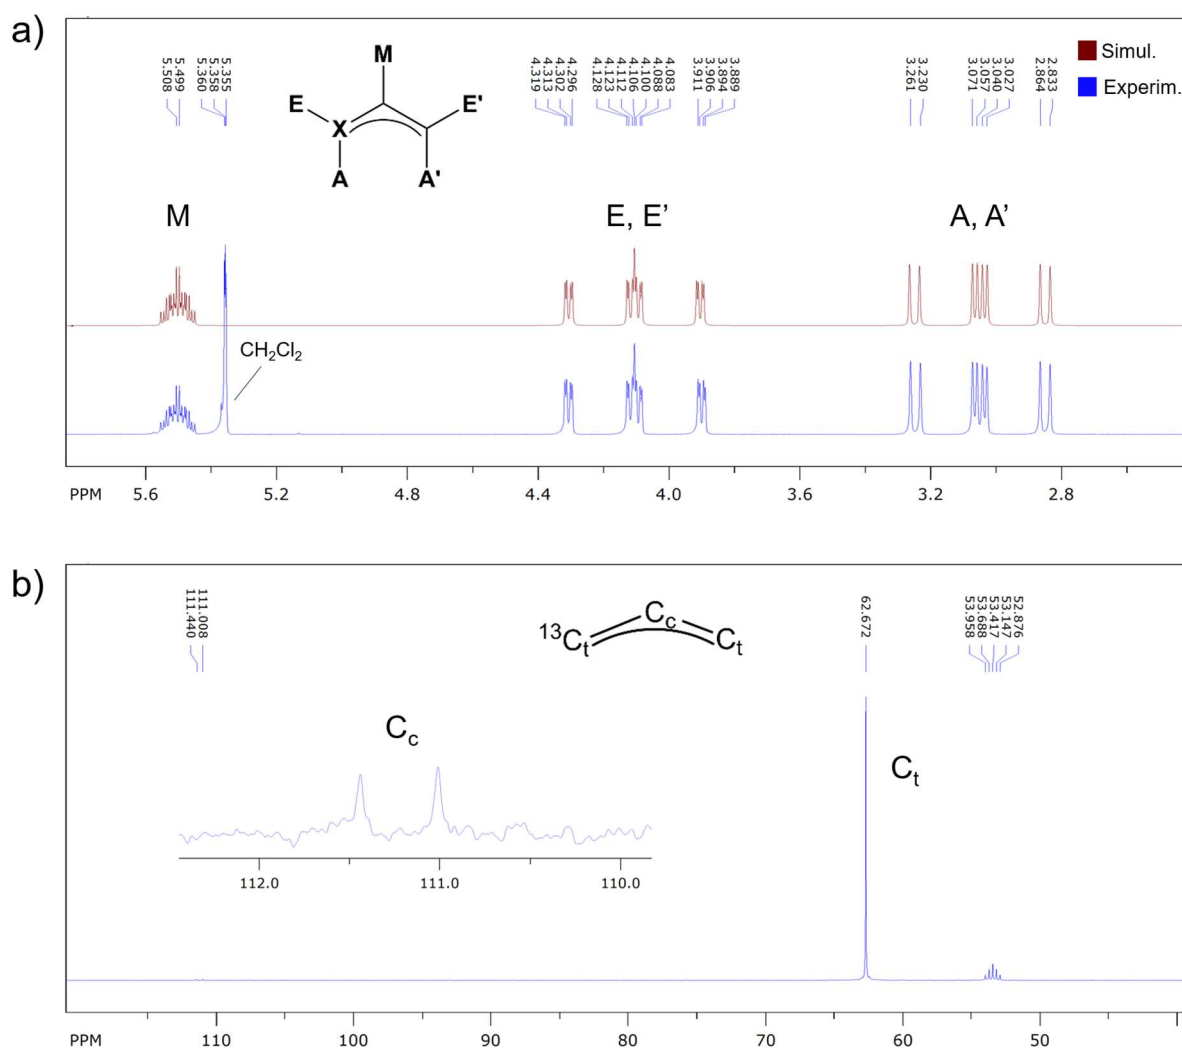 a)
5.508
5.499
5.360
5.358
5.355
4.319
4.313
4.302
4.296
4.128
4.123
4.112
4.106
4.100
4.088
4.083
3.911
3.906
3.894
3.889
3.261
3.230
3.071
3.057
3.040
3.027
2.864
2.833
Simul.
Experim.
M
E
E'
X
A
A'
M
E, E’
A, A’
CH2Cl2
PPM 5.6 5.2 4.8 4.4 4.0 3.6 3.2 2.8
b)
111.440
111.008
62.672
53.958
53.688
53.417
53.147
52.876
13Ct
Cc
Ct
Cc
Ct
112.0 111.0 110.0
PPM 110 100 90 80 70 60 50